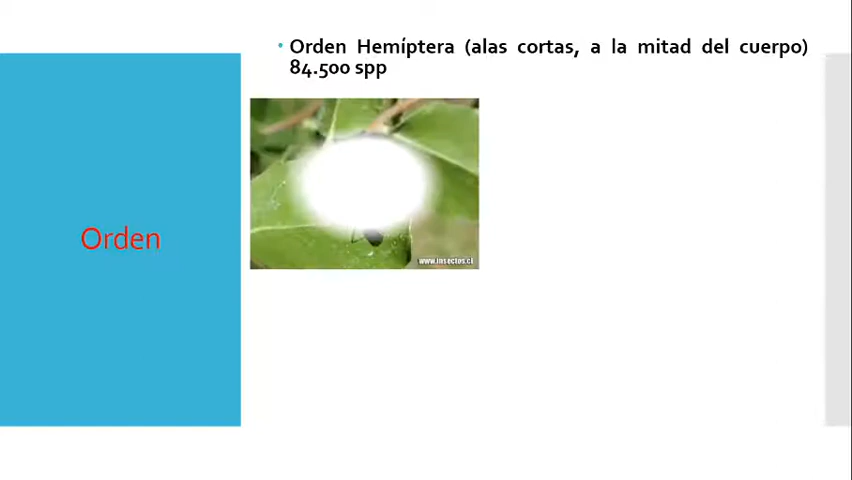 Orden Hemíptera (alas cortas, a la mitad del cuerpo)
84.500 spp
Orden
www.insectos.cl